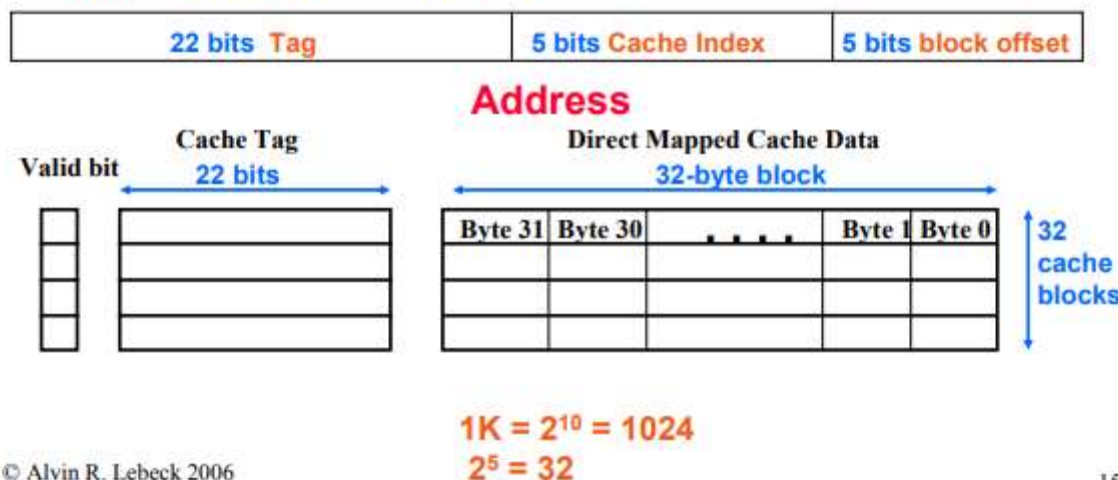 22 bits Tag 5 bits Cache Index 5 bits block offset
Address
Cache Tag Direct Mapped Cache Data
Valid bit 22 bits 32-byte block
Byte 31 Byte 30 . . . . Byte 1 Byte 0 32
cache
blocks
1K = 2¹⁰ = 1024
© Alvin R. Lebeck 2006 2⁵ = 32